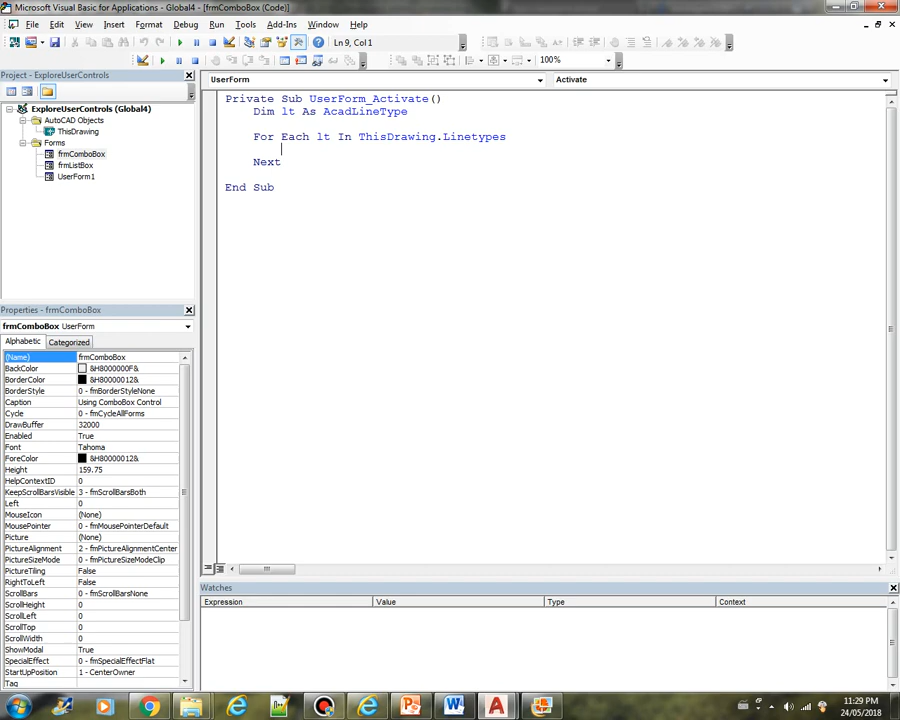 Microsoft Visual Basic for Applications - Global4 - [frmComboBox (Code)]
File Edit View Insert Format Debug Run Tools Add-Ins Window Help
Ln 9, Col 1
100%
Project - ExploreUserControls
UserForm
Activate
ExploreUserControls (Global4)
AutoCAD Objects
ThisDrawing
Forms
frmComboBox
frmListBox
UserForm1
Private Sub UserForm_Activate()
Dim lt As AcadLineType
For Each lt In ThisDrawing.Linetypes
Next
End Sub
Properties - frmComboBox
frmComboBox UserForm
Alphabetic Categorized
(Name) frmComboBox
BackColor &H8000000F&
BorderColor &H80000012&
BorderStyle 0 - fmBorderStyleNone
Caption Using ComboBox Control
Cycle 0 - fmCycleAllForms
DrawBuffer 32000
Enabled True
Font Tahoma
ForeColor &H80000012&
Height 159.75
HelpContextID 0
KeepScrollBarsVisible 3 - fmScrollBarsBoth
Left 0
MouseIcon (None)
MousePointer 0 - fmMousePointerDefault
Picture (None)
PictureAlignment 2 - fmPictureAlignmentCenter
PictureSizeMode 0 - fmPictureSizeModeClip
PictureTiling False
RightToLeft False
ScrollBars 0 - fmScrollBarsNone
ScrollHeight 0
ScrollLeft 0
ScrollTop 0
ScrollWidth 0
ShowModal True
SpecialEffect 0 - fmSpecialEffectFlat
StartUpPosition 1 - CenterOwner
Tag
Watches
Expression Value Type Context
11:29 PM
24/05/2018